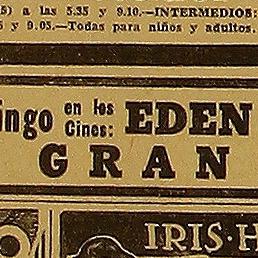 5) a las 5.35 y 9.10.—INTERMEDIOS:
5 y 9.05.—Todas para niños y adultos.
ingo en los Cines: EDEN
GRAN
IRIS·H